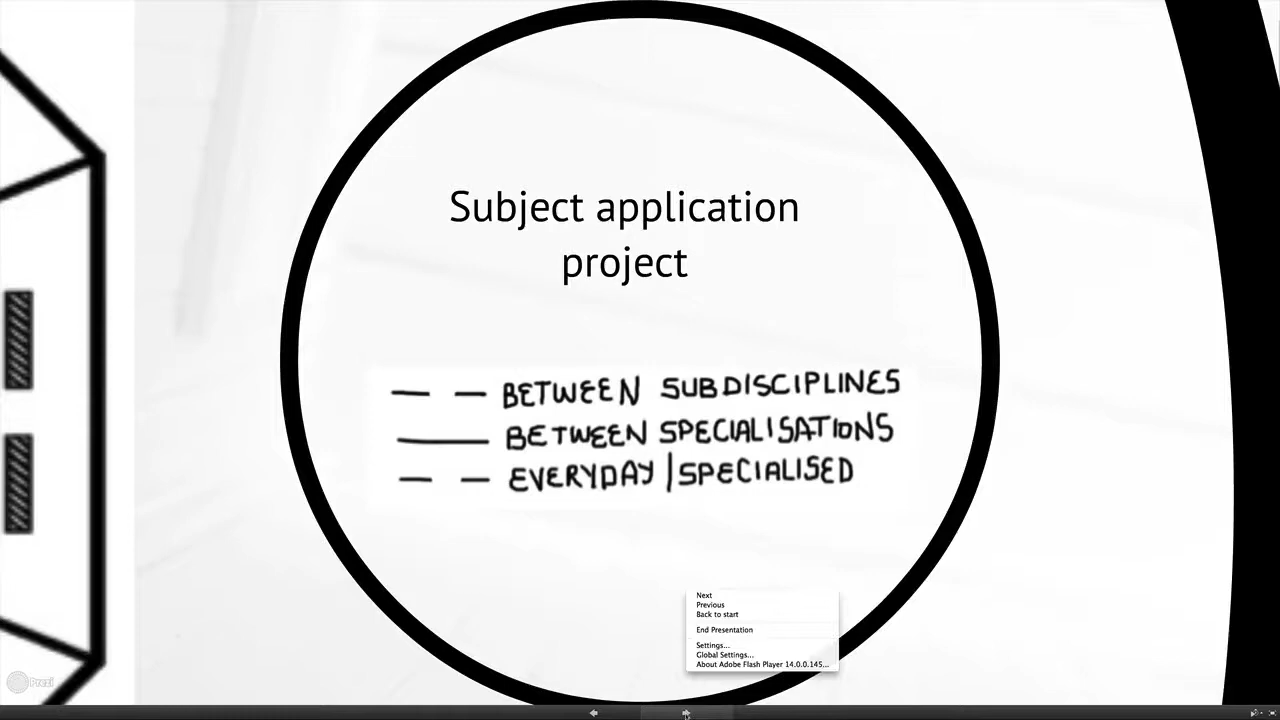 Subject application
project
BETWEEN SUBDISCIPLINES
BETWEEN SPECIALISATIONS
EVERYDAY | SPECIALISED
Next
Previous
Back to start
End Presentation
Settings...
Global Settings...
About Adobe Flash Player 14.0.0.145...
Prezi